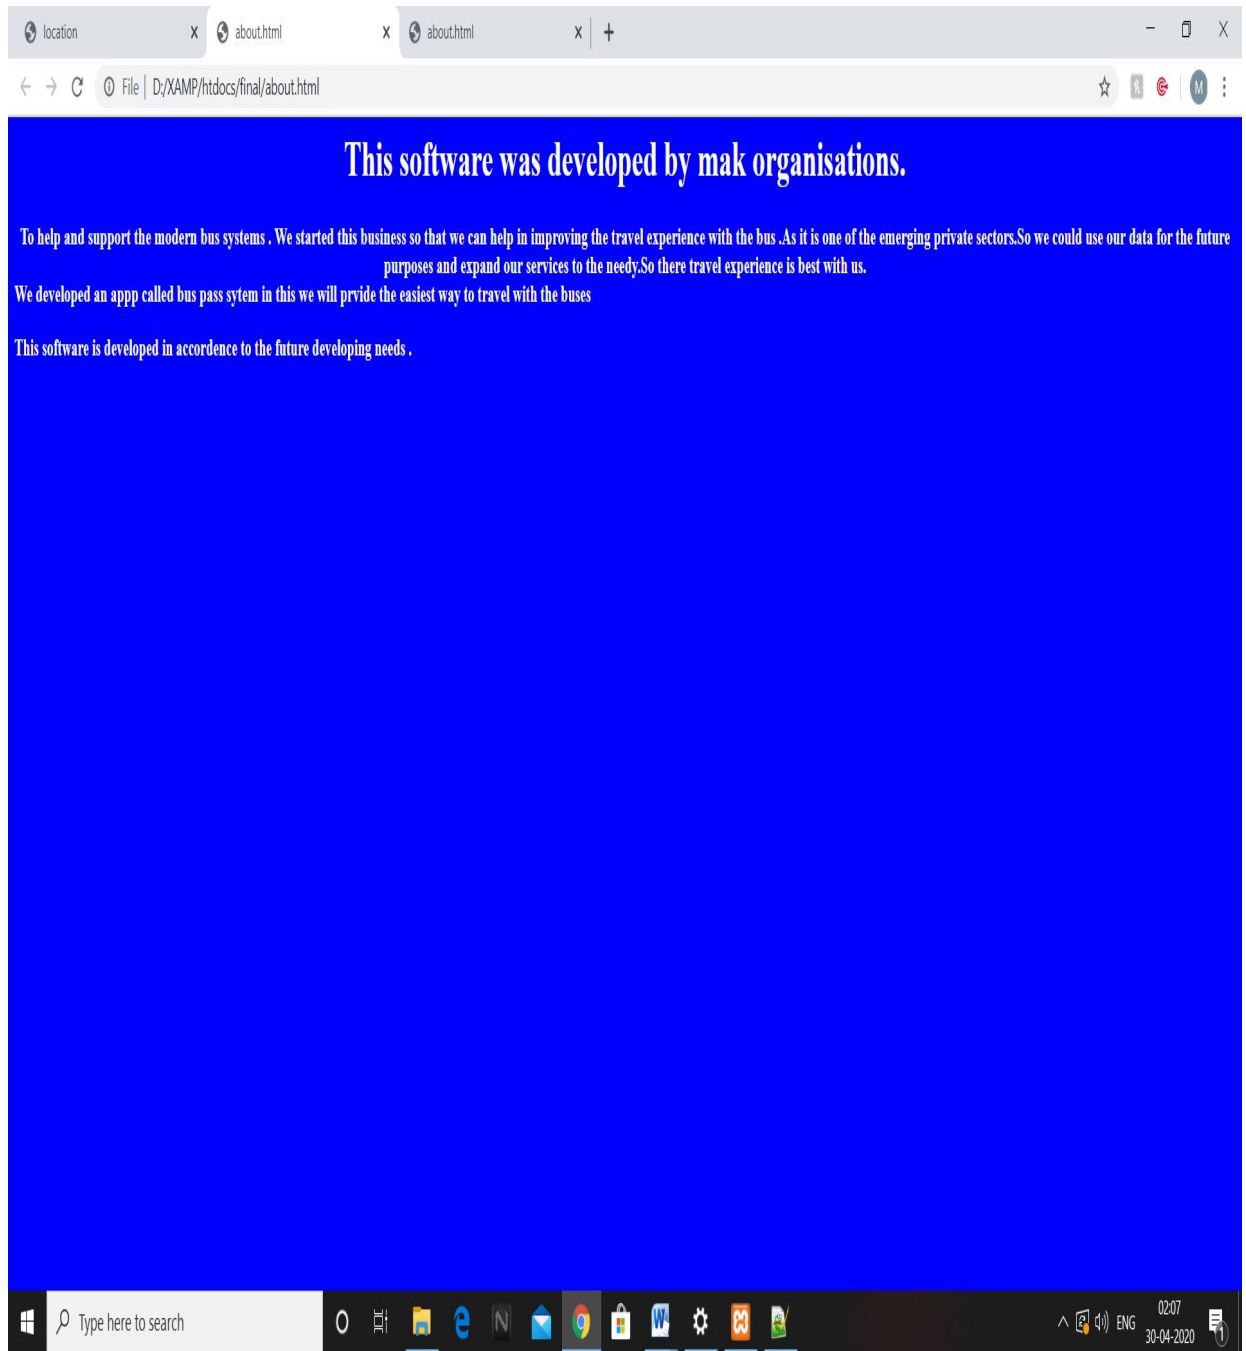 location
about.html
about.html
File | D:/XAMP/htdocs/final/about.html
M
This software was developed by mak organisations.
To help and support the modern bus systems . We started this business so that we can help in improving the travel experience with the bus .As it is one of the emerging private sectors.So we could use our data for the future
purposes and expand our services to the needy.So there travel experience is best with us.
We developed an appp called bus pass sytem in this we will prvide the easiest way to travel with the buses
This software is developed in accordence to the future developing needs .
Type here to search
ENG
02:07
30-04-2020
1